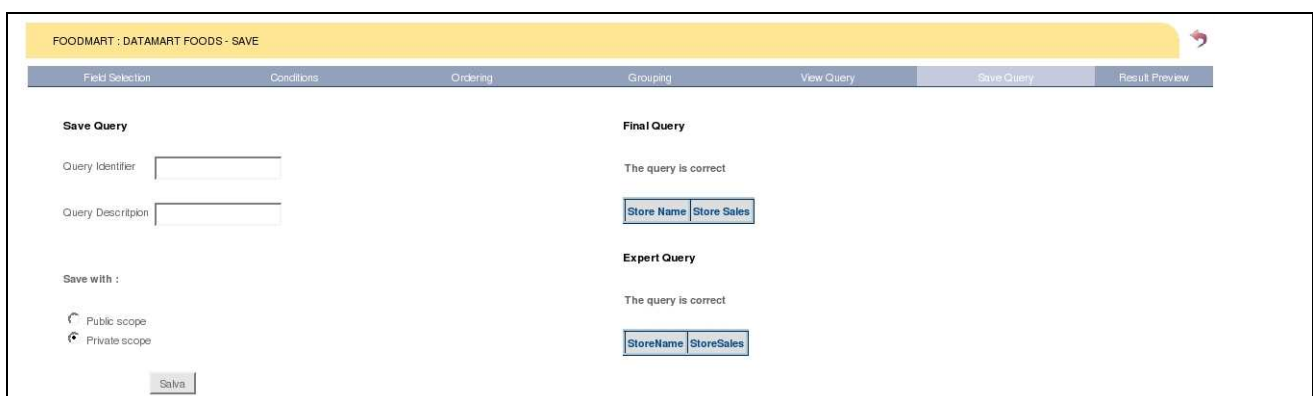 FOODMART : DATAMART FOODS - SAVE
Field Selection Conditions Ordering Grouping View Query Save Query Result Preview
Save Query
Query Identifier
Query Descritpion
Save with :
Public scope
Private scope
Salva
Final Query
The query is correct
Store Name Store Sales
Expert Query
The query is correct
StoreName StoreSales